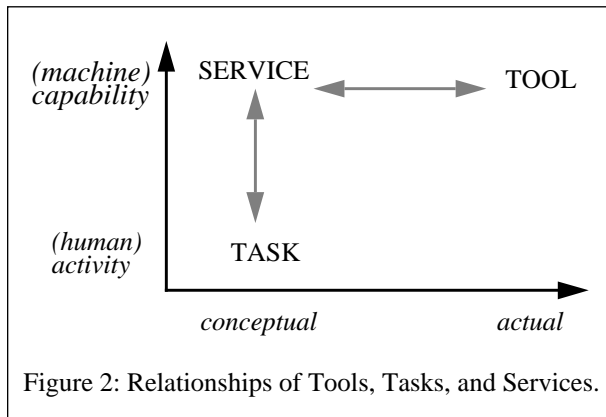 (machine)
capability
SERVICE
TOOL
(human)
activity
TASK
conceptual
actual
Figure 2: Relationships of Tools, Tasks, and Services.